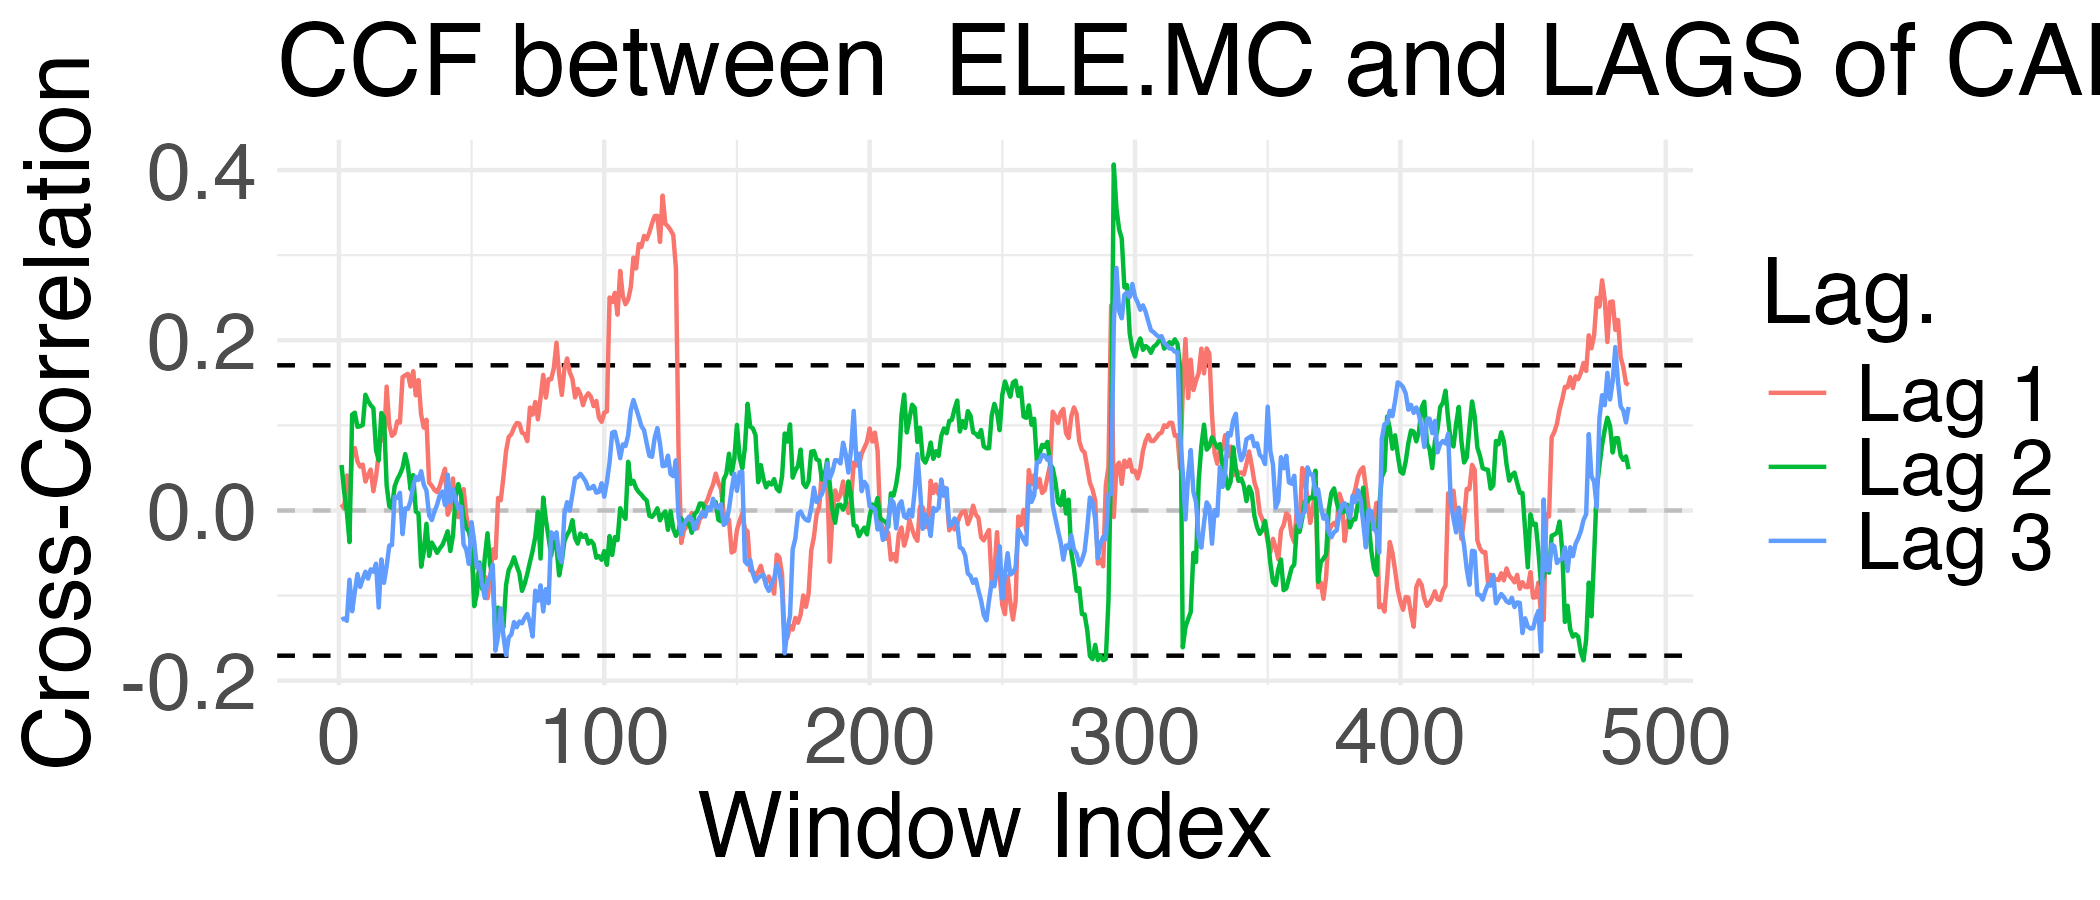 CCF between ELE.MC and LAGS of
Cross-Correlation
0.4
0.2
0.0
-0.2
0
100
200
300
400
500
Window Index
Lag.
Lag 1
Lag 2
Lag 3